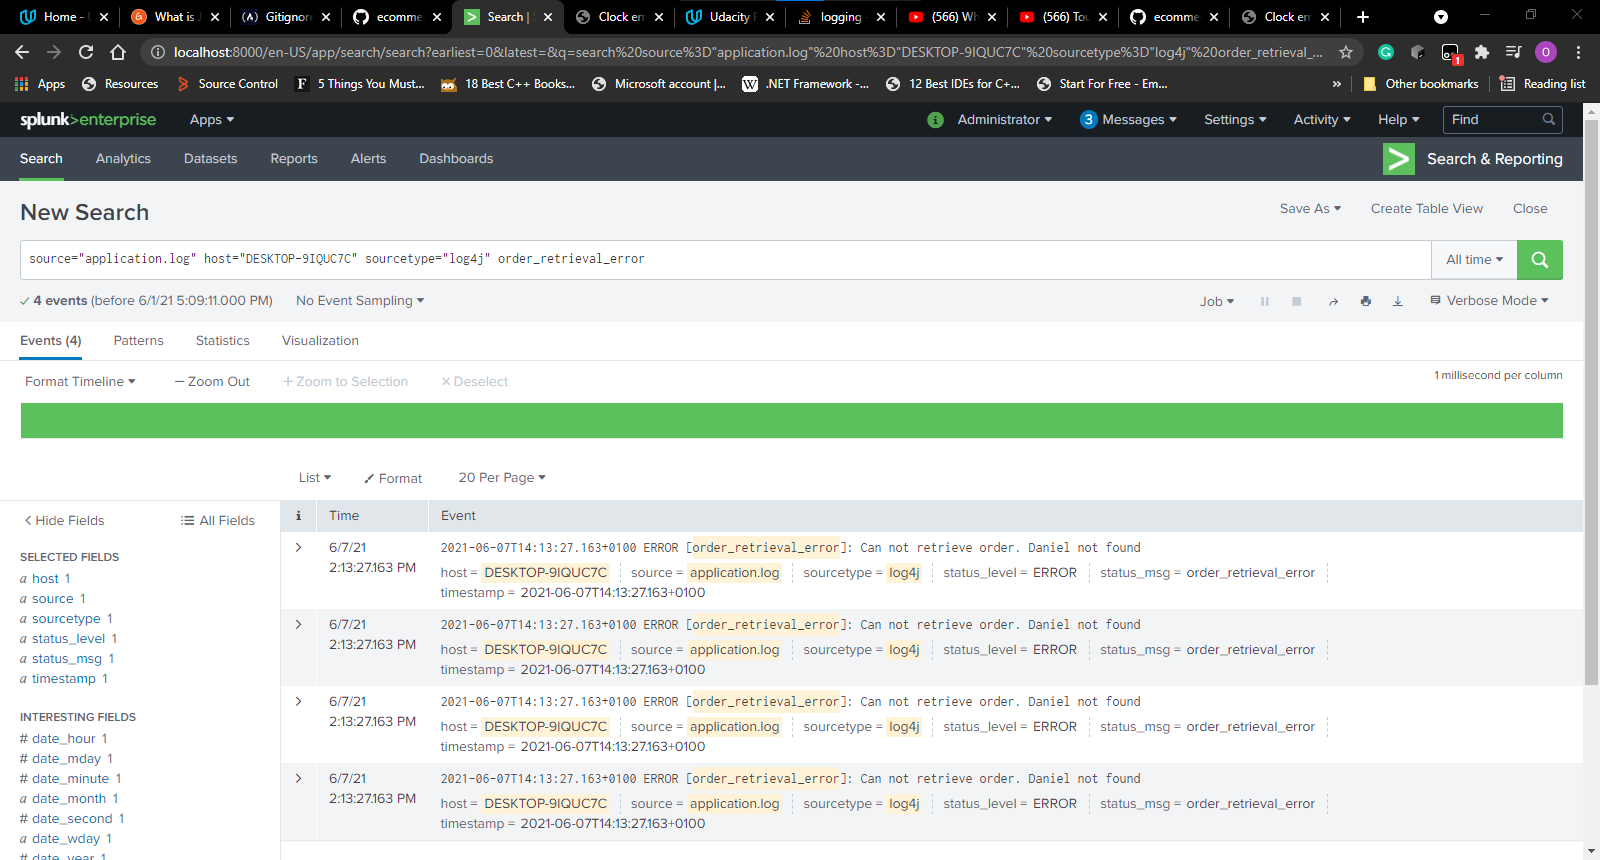 Home - U
What is J
Gitignore
ecomme
Search | S
Clock err
Udacity R
logging -
(566) Wh
(566) Tou
ecomme
Clock err
localhost:8000/en-US/app/search/search?earliest=0&latest=&q=search%20source%3D"application.log"%20host%3D"DESKTOP-9IQUC7C"%20sourcetype%3D"log4j"%20order_retrieval_...
1
O
Apps
Resources
Source Control
5 Things You Must...
18 Best C++ Books...
Microsoft account |...
.NET Framework -...
12 Best IDEs for C+...
Start For Free - Em...
»
Other bookmarks
Reading list
splunk>enterprise Apps
i Administrator 3 Messages Settings Activity Help Find
Search Analytics Datasets Reports Alerts Dashboards
Search & Reporting
New Search
Save As Create Table View Close
source="application.log" host="DESKTOP-9IQUC7C" sourcetype="log4j" order_retrieval_error
All time
✓ 4 events (before 6/1/21 5:09:11.000 PM) No Event Sampling
Job Verbose Mode
Events (4) Patterns Statistics Visualization
Format Timeline — Zoom Out + Zoom to Selection × Deselect
1 millisecond per column
List Format 20 Per Page
< Hide Fields All Fields
SELECTED FIELDS
a host 1
a source 1
a sourcetype 1
a status_level 1
a status_msg 1
a timestamp 1
INTERESTING FIELDS
# date_hour 1
# date_mday 1
# date_minute 1
a date_month 1
# date_second 1
a date_wday 1
# date_year 1
i Time Event
6/7/21
2:13:27.163 PM
2021-06-07T14:13:27.163+0100 ERROR [order_retrieval_error]: Can not retrieve order. Daniel not found
host = DESKTOP-9IQUC7C source = application.log sourcetype = log4j status_level = ERROR status_msg = order_retrieval_error
timestamp = 2021-06-07T14:13:27.163+0100
6/7/21
2:13:27.163 PM
2021-06-07T14:13:27.163+0100 ERROR [order_retrieval_error]: Can not retrieve order. Daniel not found
host = DESKTOP-9IQUC7C source = application.log sourcetype = log4j status_level = ERROR status_msg = order_retrieval_error
timestamp = 2021-06-07T14:13:27.163+0100
6/7/21
2:13:27.163 PM
2021-06-07T14:13:27.163+0100 ERROR [order_retrieval_error]: Can not retrieve order. Daniel not found
host = DESKTOP-9IQUC7C source = application.log sourcetype = log4j status_level = ERROR status_msg = order_retrieval_error
timestamp = 2021-06-07T14:13:27.163+0100
6/7/21
2:13:27.163 PM
2021-06-07T14:13:27.163+0100 ERROR [order_retrieval_error]: Can not retrieve order. Daniel not found
host = DESKTOP-9IQUC7C source = application.log sourcetype = log4j status_level = ERROR status_msg = order_retrieval_error
timestamp = 2021-06-07T14:13:27.163+0100